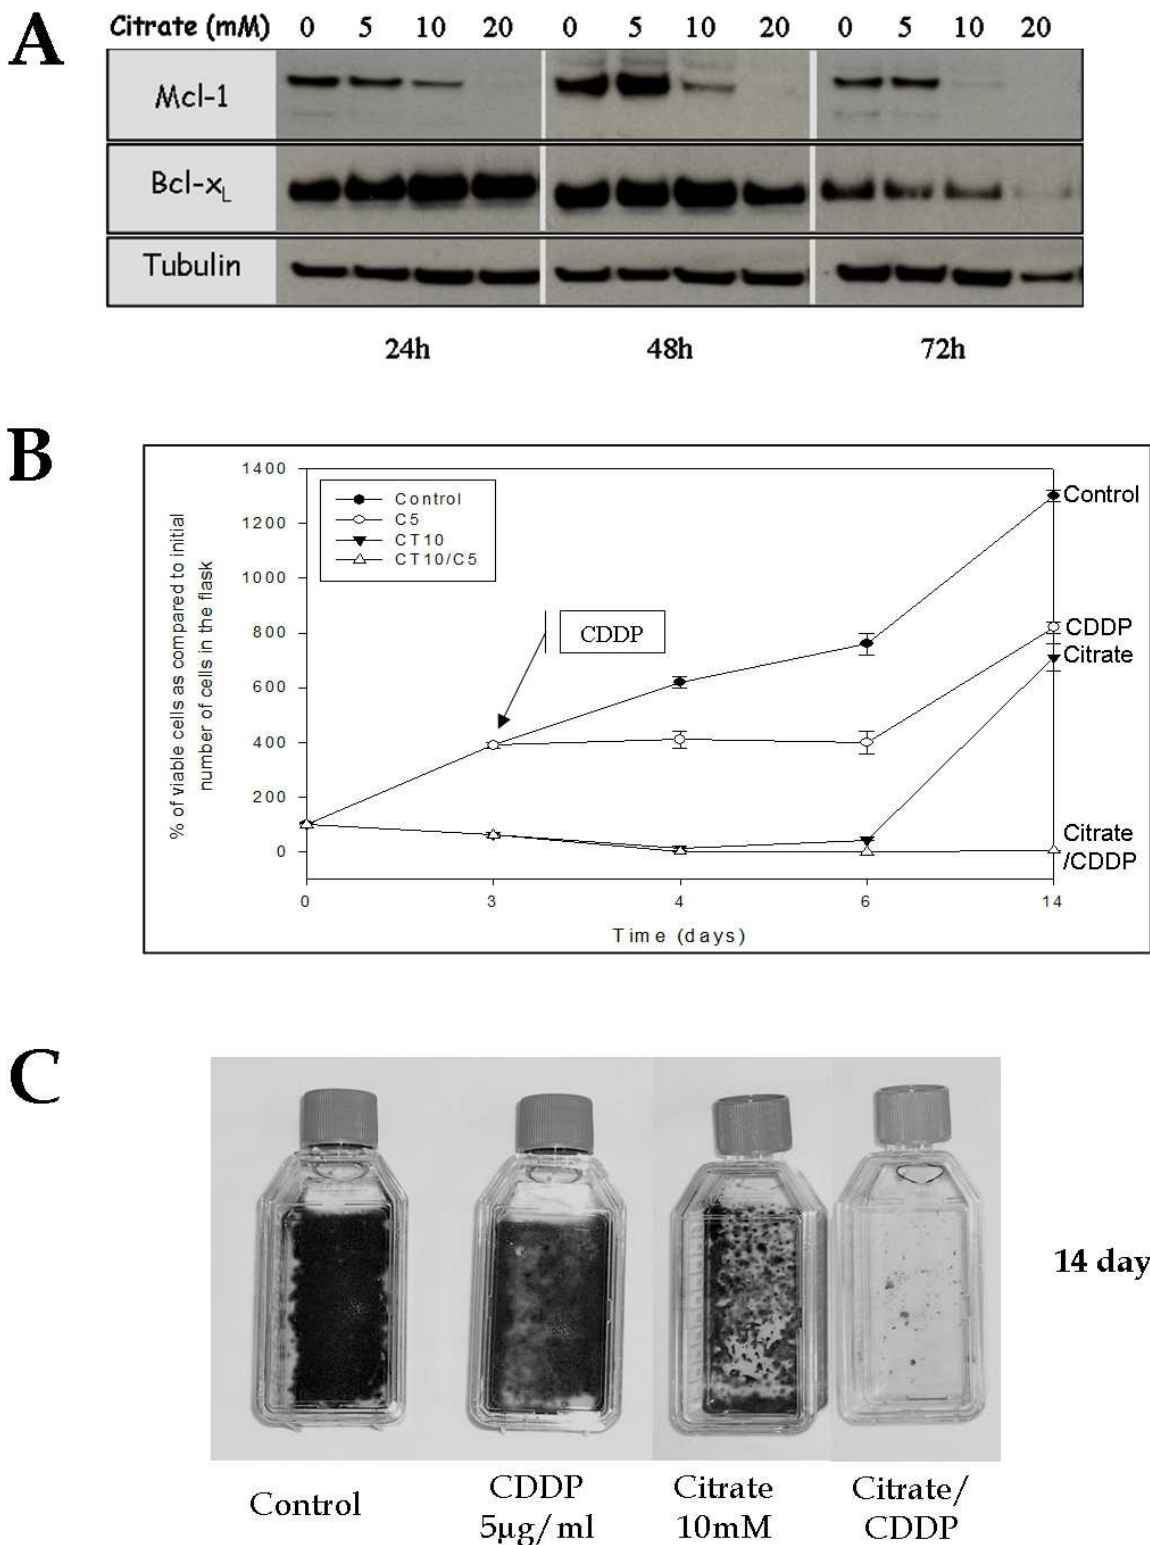 A
Citrate (mM) 0 5 10 20 0 5 10 20 0 5 10 20
Mcl-1
Bcl-xL
Tubulin
24h 48h 72h
B
% of viable cells as compared to initial
number of cells in the flask
1400
1200
1000
800
600
400
200
0
Control
C5
CT10
CT10/C5
CDDP
Control
CDDP
Citrate
Citrate
/CDDP
0 3 4 6 14
Time (days)
C
14 day
Control
CDDP
5μg/ml
Citrate
10mM
Citrate/
CDDP